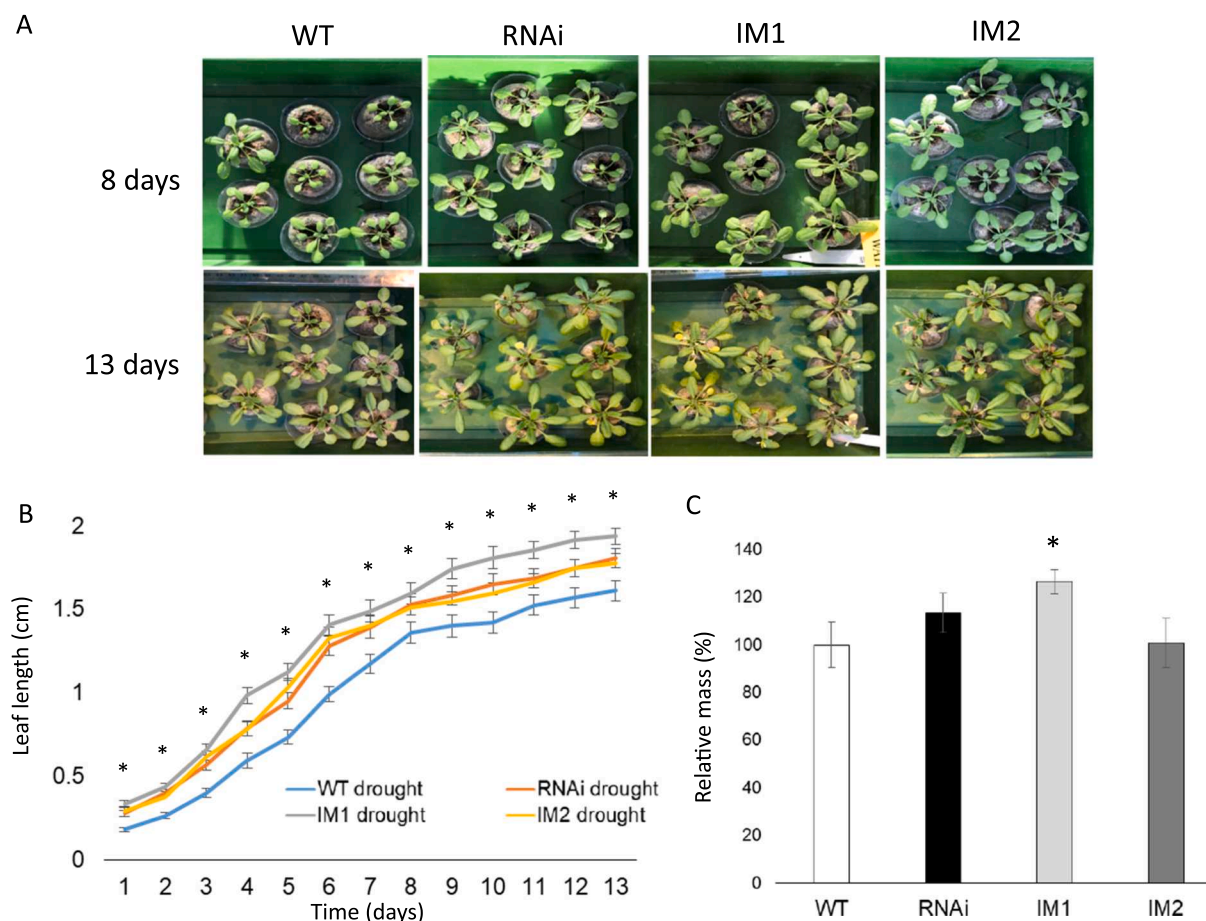 A
WT RNAi IM1 IM2
8 days
13 days
B
Leaf length (cm)
2
1.5
1
0.5
0
* * * * * * * * * * * * *
WT drought RNAi drought
IM1 drought IM2 drought
1 2 3 4 5 6 7 8 9 10 11 12 13
Time (days)
C
Relative mass (%)
140
120
100
80
60
40
20
0
*
WT RNAi IM1 IM2